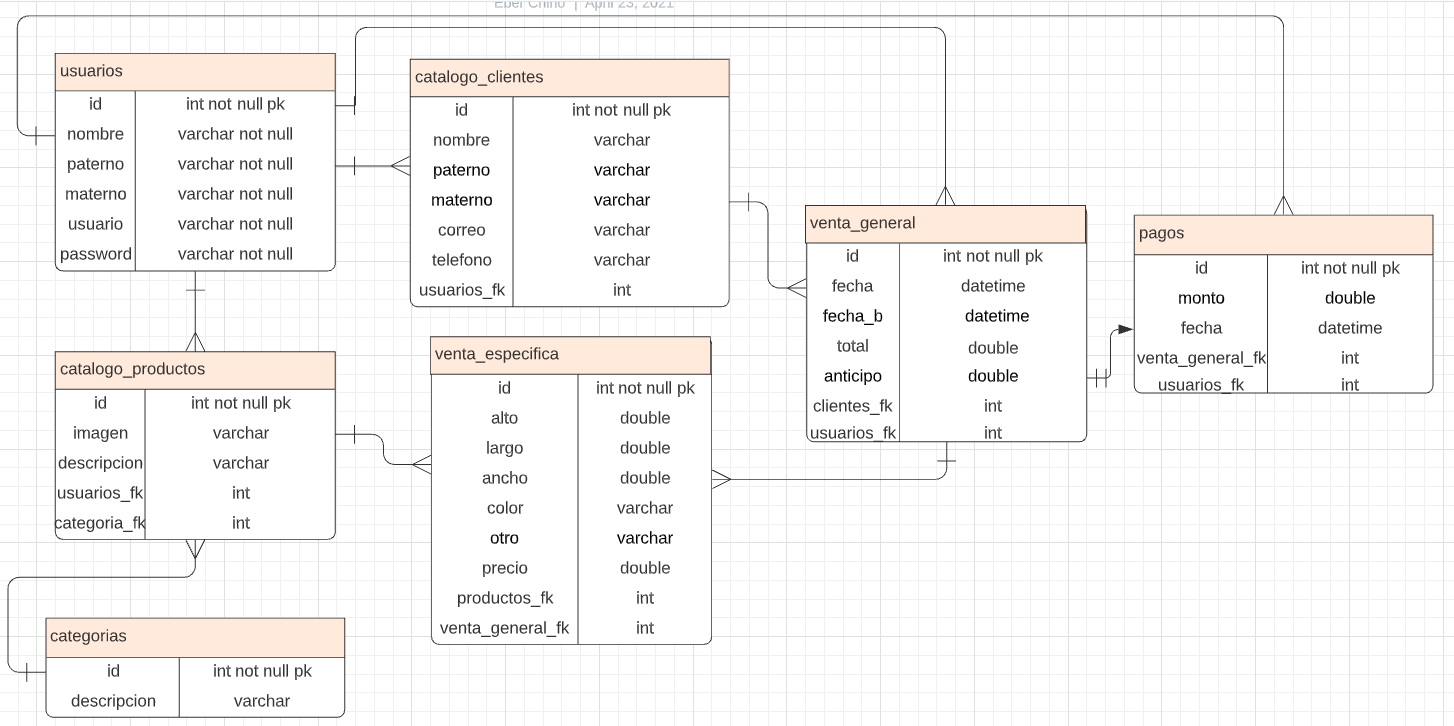 Eber Chino | April 23, 2021
usuarios
id int not null pk
nombre varchar not null
paterno varchar not null
materno varchar not null
usuario varchar not null
password varchar not null
catalogo_clientes
id int not null pk
nombre varchar
paterno varchar
materno varchar
correo varchar
telefono varchar
usuarios_fk int
venta_general
id int not null pk
fecha datetime
fecha_b datetime
total double
anticipo double
clientes_fk int
usuarios_fk int
pagos
id int not null pk
monto double
fecha datetime
venta_general_fk int
usuarios_fk int
catalogo_productos
id int not null pk
imagen varchar
descripcion varchar
usuarios_fk int
categoria_fk int
venta_especifica
id int not null pk
alto double
largo double
ancho double
color varchar
otro varchar
precio double
productos_fk int
venta_general_fk int
categorias
id int not null pk
descripcion varchar